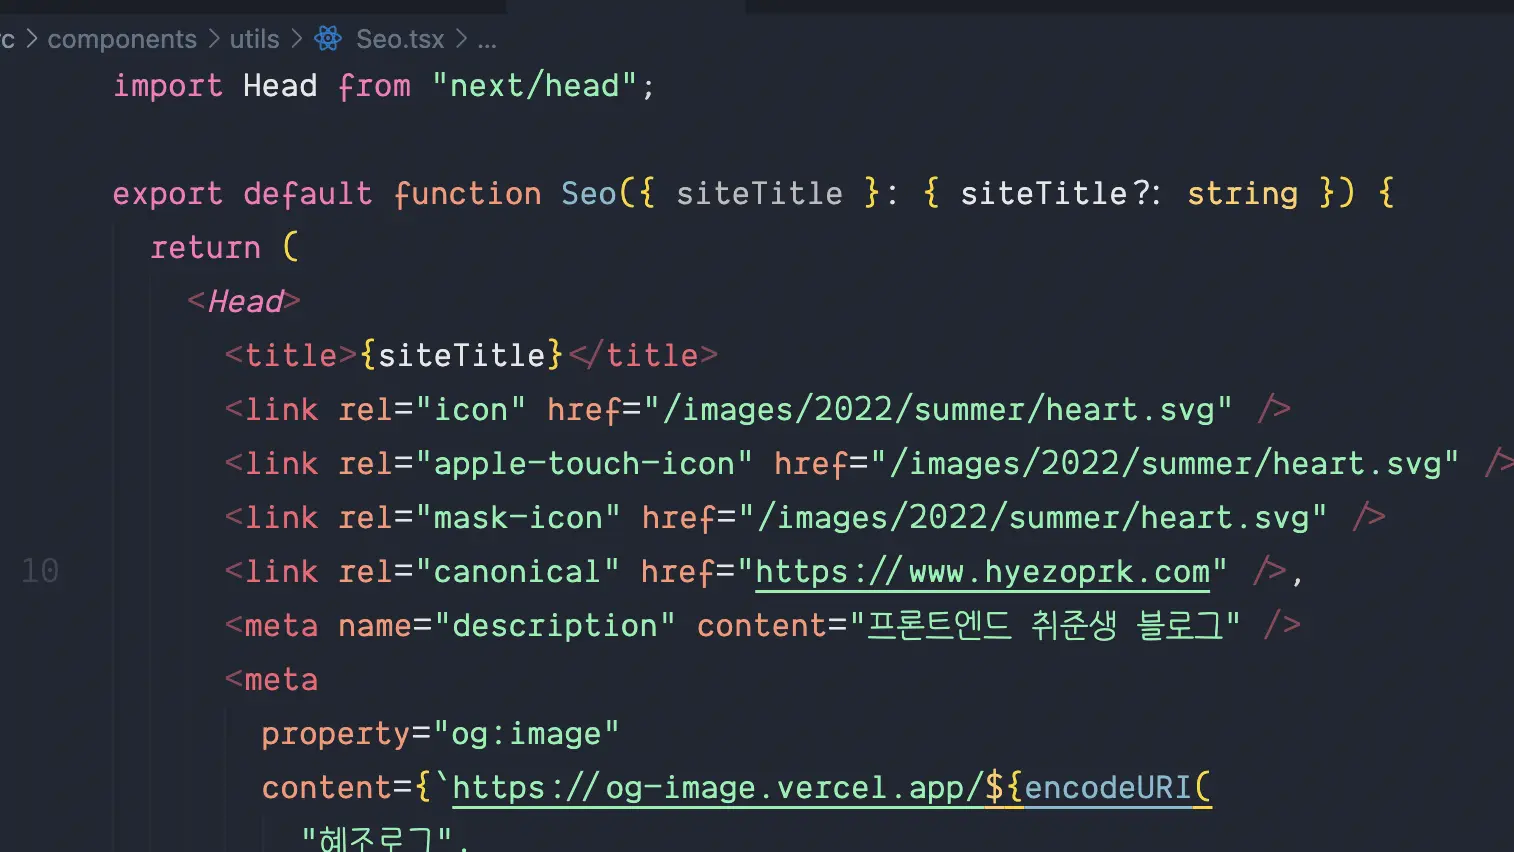 rc > components > utils > Seo.tsx > ...
import Head from "next/head";
export default function Seo({ siteTitle }: { siteTitle?: string }) {
return (
<Head>
<title>{siteTitle}</title>
<link rel="icon" href="/images/2022/summer/heart.svg" />
<link rel="apple-touch-icon" href="/images/2022/summer/heart.svg" />
<link rel="mask-icon" href="/images/2022/summer/heart.svg" />
10 <link rel="canonical" href="https://www.hyezoprk.com" />,
<meta name="description" content="프론트엔드 취준생 블로그" />
<meta
property="og:image"
content={`https://og-image.vercel.app/${encodeURI(
"혜조로그",